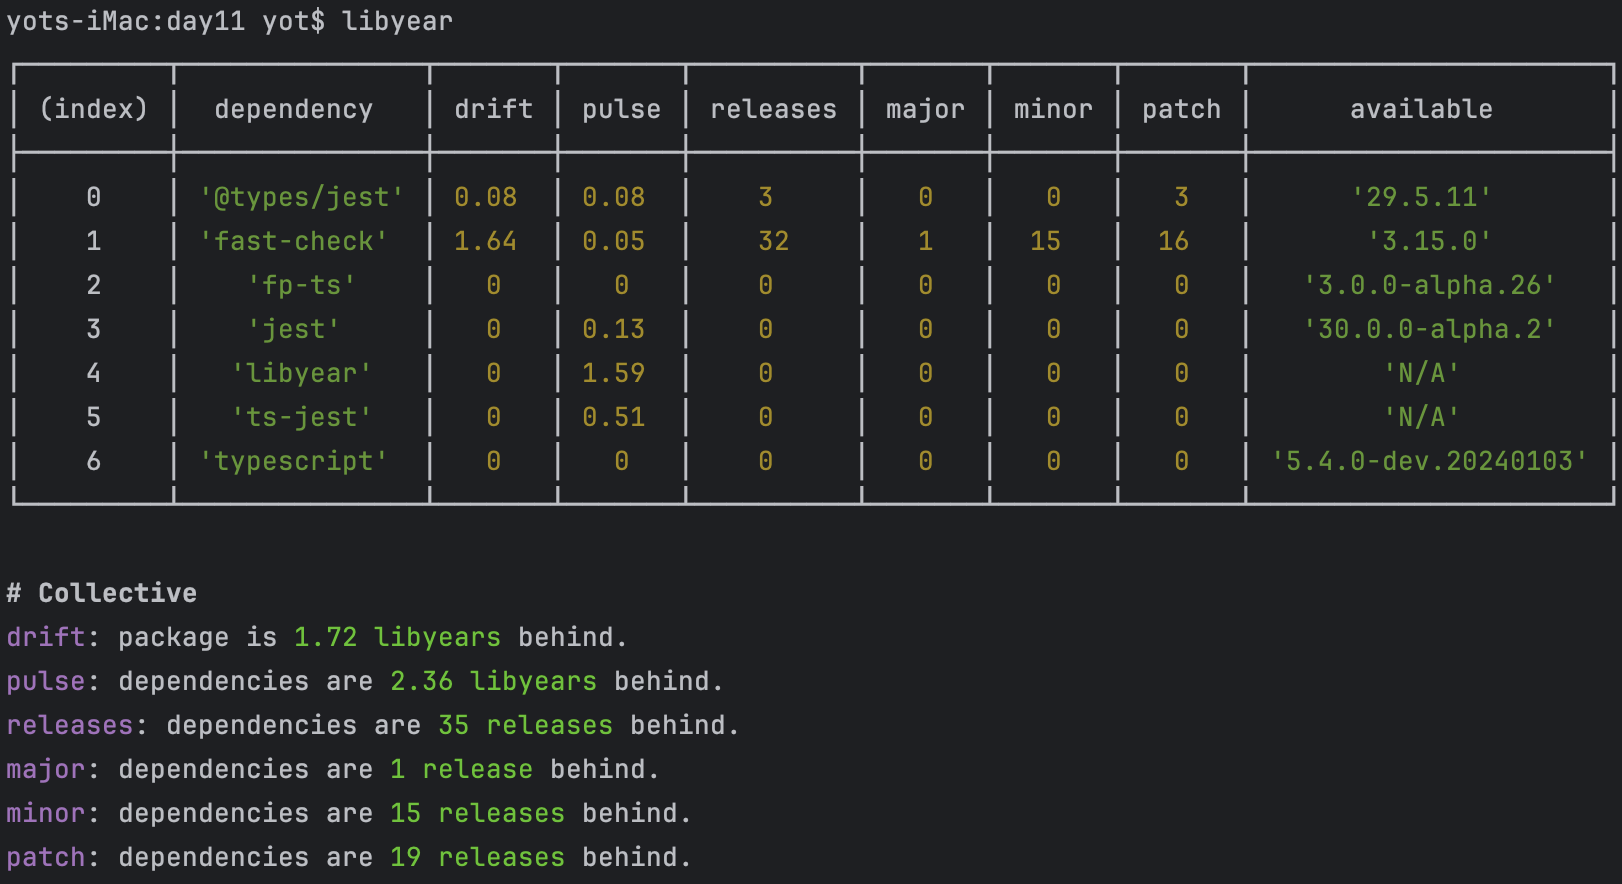 yots-iMac:day11 yot$ libyear
(index) dependency drift pulse releases major minor patch available
0 '@types/jest' 0.08 0.08 3 0 0 3 '29.5.11'
1 'fast-check' 1.64 0.05 32 1 15 16 '3.15.0'
2 'fp-ts' 0 0 0 0 0 0 '3.0.0-alpha.26'
3 'jest' 0 0.13 0 0 0 0 '30.0.0-alpha.2'
4 'libyear' 0 1.59 0 0 0 0 'N/A'
5 'ts-jest' 0 0.51 0 0 0 0 'N/A'
6 'typescript' 0 0 0 0 0 0 '5.4.0-dev.20240103'
# Collective
drift: package is 1.72 libyears behind.
pulse: dependencies are 2.36 libyears behind.
releases: dependencies are 35 releases behind.
major: dependencies are 1 release behind.
minor: dependencies are 15 releases behind.
patch: dependencies are 19 releases behind.